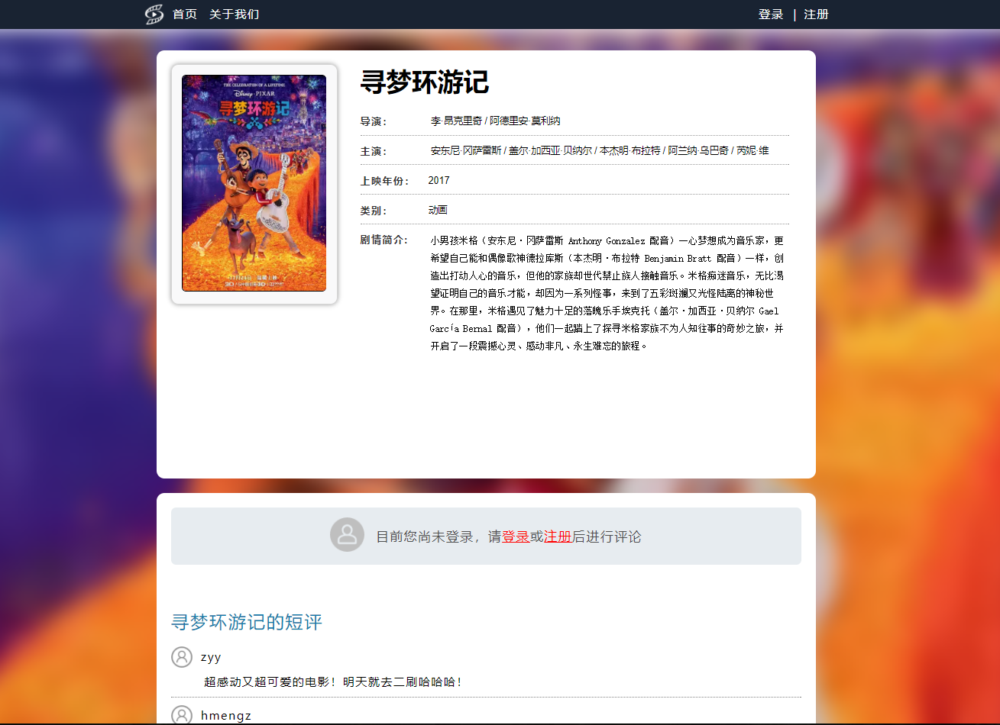 首页 关于我们 登录 | 注册
THE CELEBRATION OF A LIFETIME
Disney·PIXAR
寻梦环游记
寻梦环游记
导演： 李·昂克里奇 / 阿德里安·莫利纳
主演： 安东尼·冈萨雷斯 / 盖尔·加西亚·贝纳尔 / 本杰明·布拉特 / 阿兰纳·乌巴奇 / 芮妮·维
上映年份： 2017
类别： 动画
剧情简介: 小男孩米格（安东尼·冈萨雷斯 Anthony Gonzalez 配音）一心梦想成为音乐家，更
希望自己能和偶像歌神德拉库斯（本杰明·布拉特 Benjamin Bratt 配音）一样，创
造出打动人心的音乐，但他的家族却世代禁止族人接触音乐。米格痴迷音乐，无比渴
望证明自己的音乐才能，却因为一系列怪事，来到了五彩斑斓又光怪陆离的神秘世
界。在那里，米格遇见了魅力十足的落魄乐手埃克托（盖尔·加西亚·贝纳尔 Gael
García Bernal 配音），他们一起踏上了探寻米格家族不为人知往事的奇妙之旅，并
开启了一段震撼心灵、感动非凡、永生难忘的旅程。
目前您尚未登录，请登录或注册后进行评论
寻梦环游记的短评
zyy
超感动又超可爱的电影！明天就去二刷哈哈哈！
hmengz